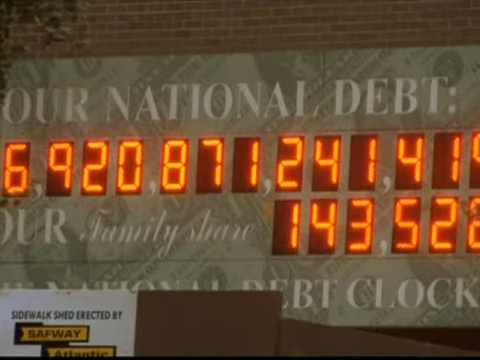 OUR NATIONAL DEBT:
6,920,871,241,41
OUR Family share 143,52
E NATIONAL DEBT CLOCK
SIDEWALK SHED ERECTED BY
SAFWAY
Atlantic